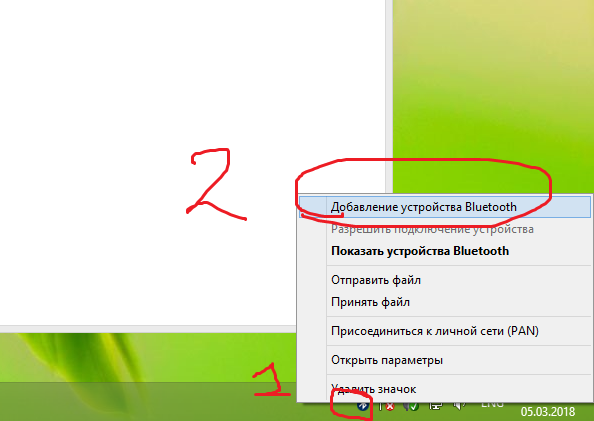 2
Добавление устройства Bluetooth
Разрешить подключение устройства
Показать устройства Bluetooth
Отправить файл
Принять файл
Присоединиться к личной сети (PAN)
Открыть параметры
1
Удалить значок
ENG
05.03.2018